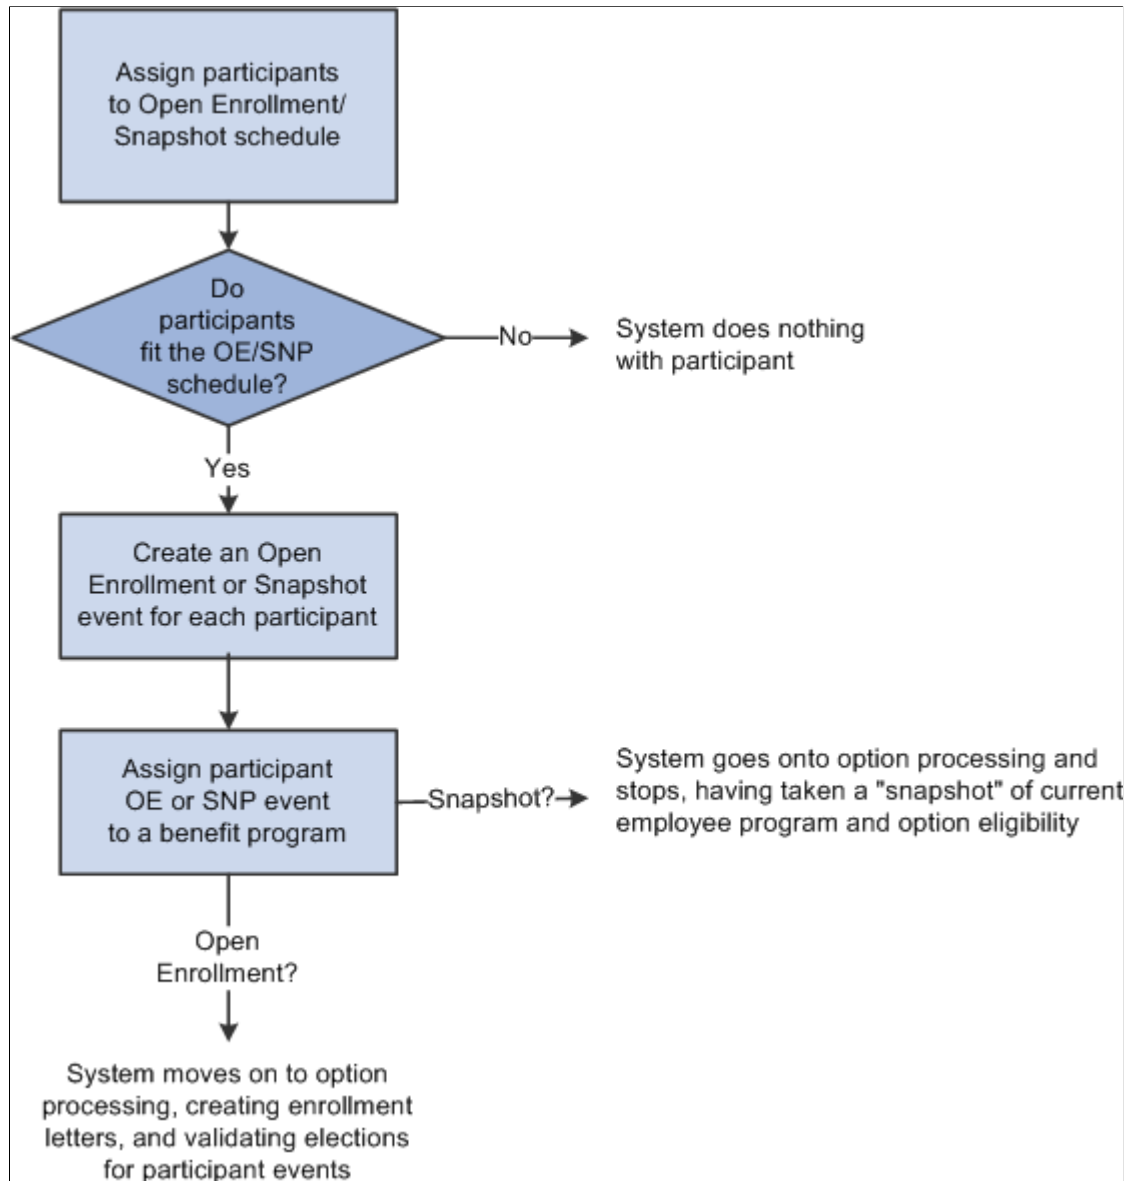 Assign participants
to Open Enrollment/
Snapshot schedule
Do
participants
fit the OE/SNP
schedule?
No
System does nothing
with participant
Yes
Create an Open
Enrollment or Snapshot
event for each participant
Assign participant
OE or SNP event
to a benefit program
Snapshot?
System goes onto option processing and
stops, having taken a "snapshot" of current
employee program and option eligibility
Open
Enrollment?
System moves on to option
processing, creating enrollment
letters, and validating elections
for participant events